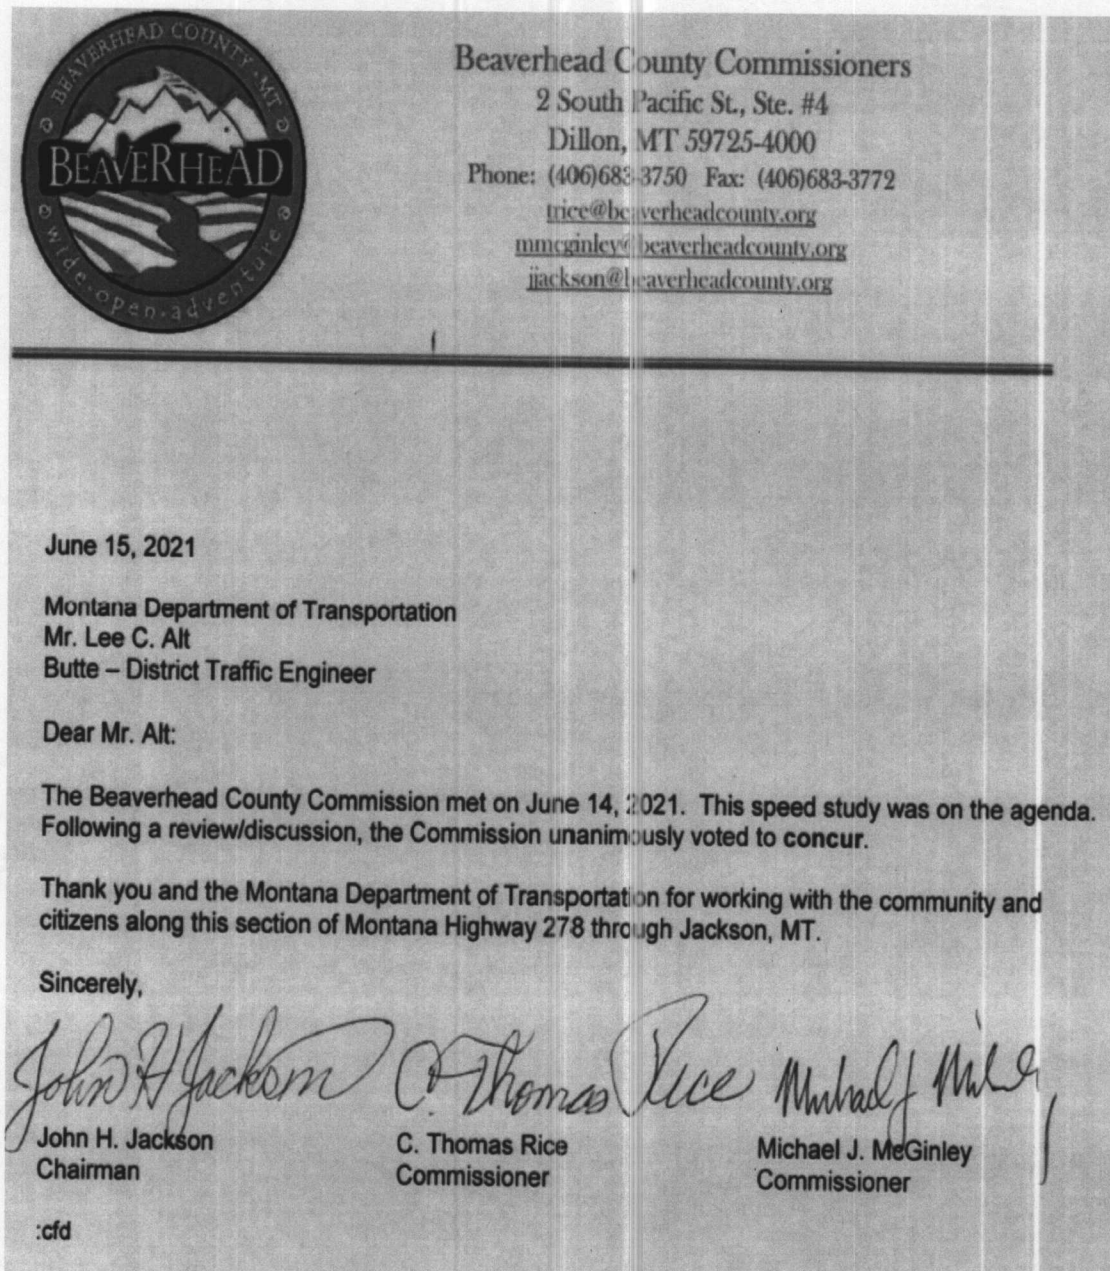 BEAVERHEAD COUNTY · MT
BEAVERHEAD
wide·open·adventure
Beaverhead County Commissioners
2 South Pacific St., Ste. #4
Dillon, MT 59725-4000
Phone: (406)683-3750 Fax: (406)683-3772
trice@beaverheadcounty.org
mmcginley@beaverheadcounty.org
jjackson@beaverheadcounty.org
June 15, 2021
Montana Department of Transportation
Mr. Lee C. Alt
Butte – District Traffic Engineer
Dear Mr. Alt:
The Beaverhead County Commission met on June 14, 2021. This speed study was on the agenda.
Following a review/discussion, the Commission unanimously voted to concur.
Thank you and the Montana Department of Transportation for working with the community and
citizens along this section of Montana Highway 278 through Jackson, MT.
Sincerely,
John H Jackson C. Thomas Rice Michael J McGinley
John H. Jackson C. Thomas Rice Michael J. McGinley
Chairman Commissioner Commissioner
:cfd